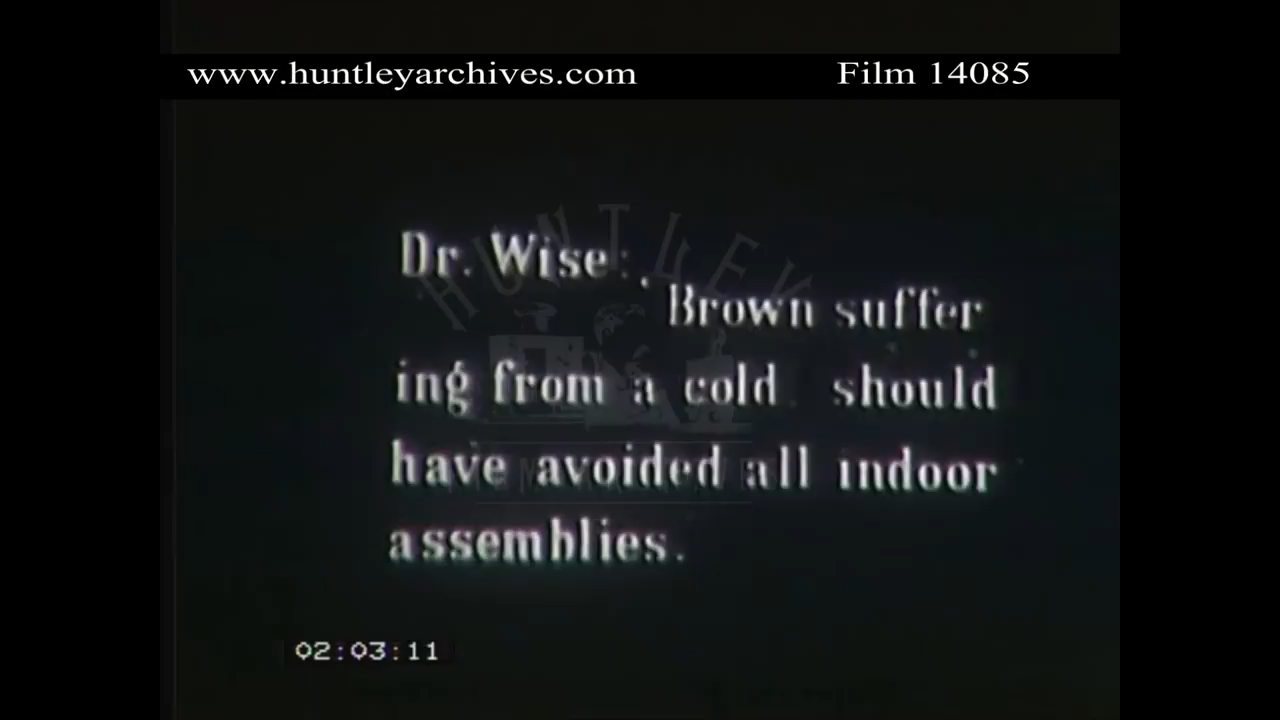 www.huntleyarchives.com Film 14085
Dr. Wise:
Brown suffer
ing from a cold should
have avoided all indoor
assemblies.
HUNTLEY
02:03:11